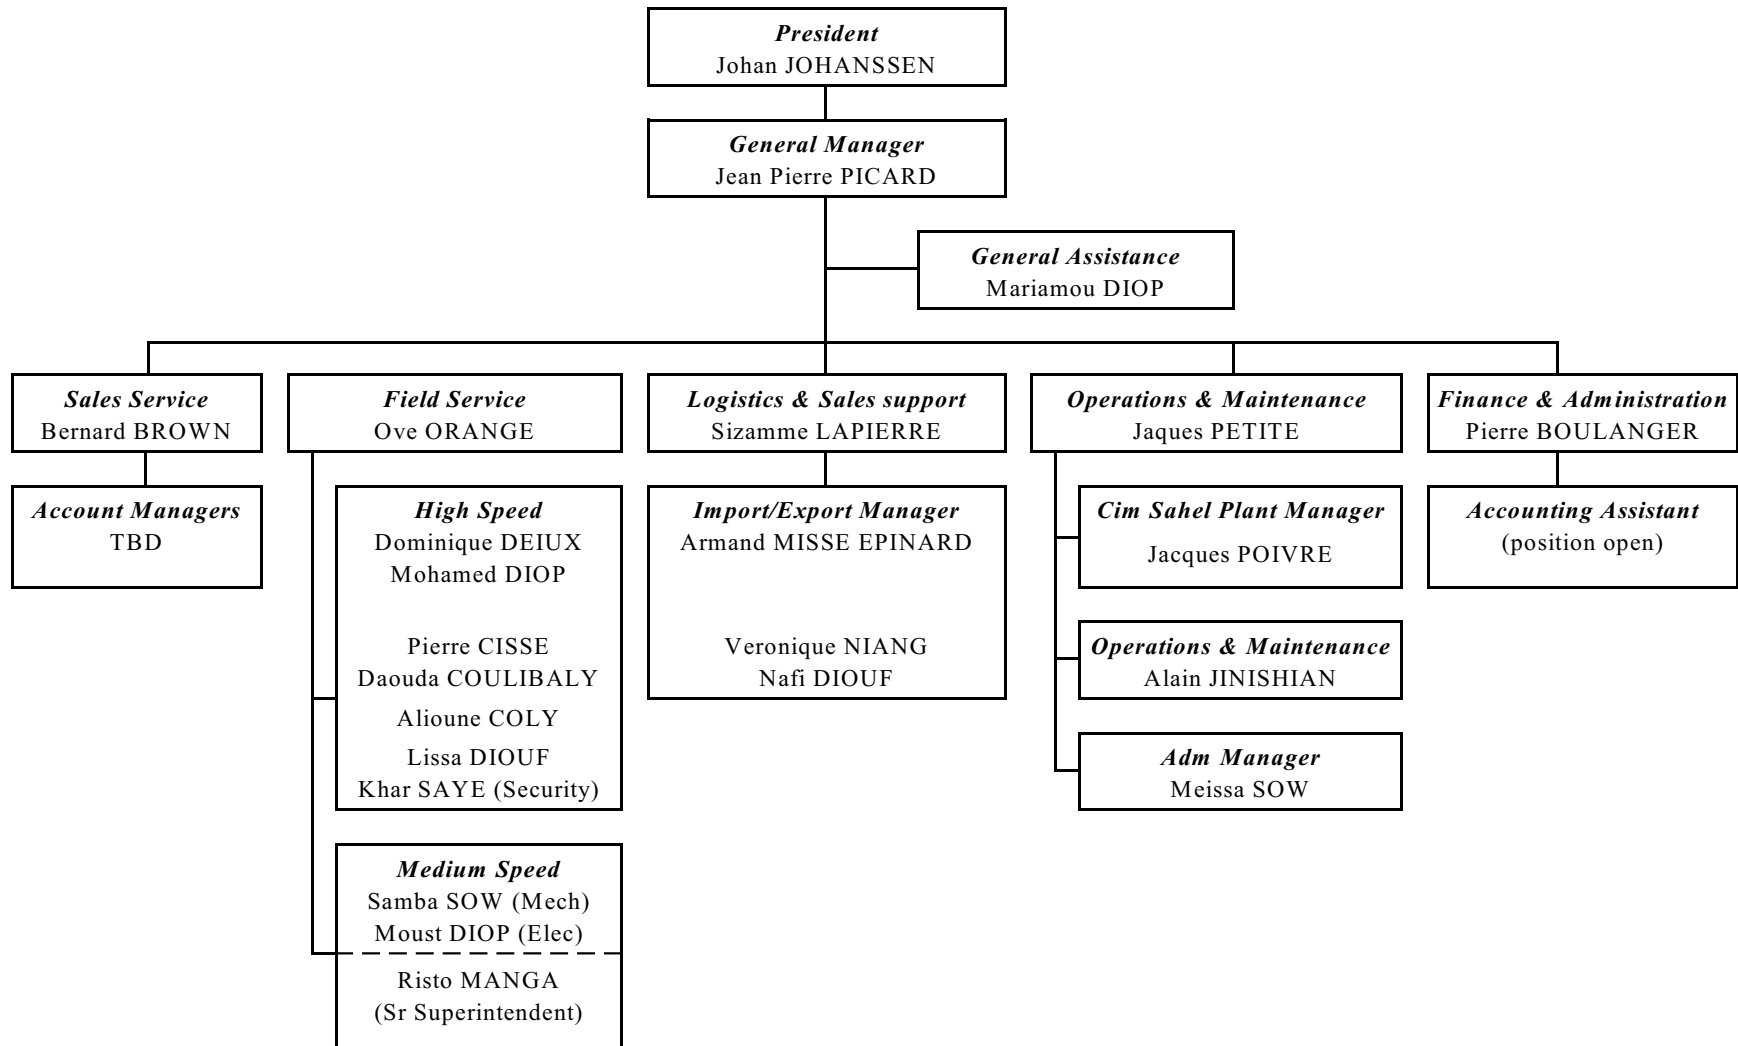 President
Johan JOHANSSEN
General Manager
Jean Pierre PICARD
General Assistance
Mariamou DIOP
Sales Service
Bernard BROWN
Account Managers
TBD
Field Service
Ove ORANGE
High Speed
Dominique DEIUX
Mohamed DIOP
Pierre CISSE
Daouda COULIBALY
Alioune COLY
Lissa DIOUF
Khar SAYE (Security)
Medium Speed
Samba SOW (Mech)
Moust DIOP (Elec)
Risto MANGA
(Sr Superintendent)
Logistics & Sales support
Sizamme LAPIERRE
Import/Export Manager
Armand MISSE EPINARD
Veronique NIANG
Nafi DIOUF
Operations & Maintenance
Jaques PETITE
Cim Sahel Plant Manager
Jacques POIVRE
Operations & Maintenance
Alain JINISHIAN
Adm Manager
Meissa SOW
Finance & Administration
Pierre BOULANGER
Accounting Assistant
(position open)